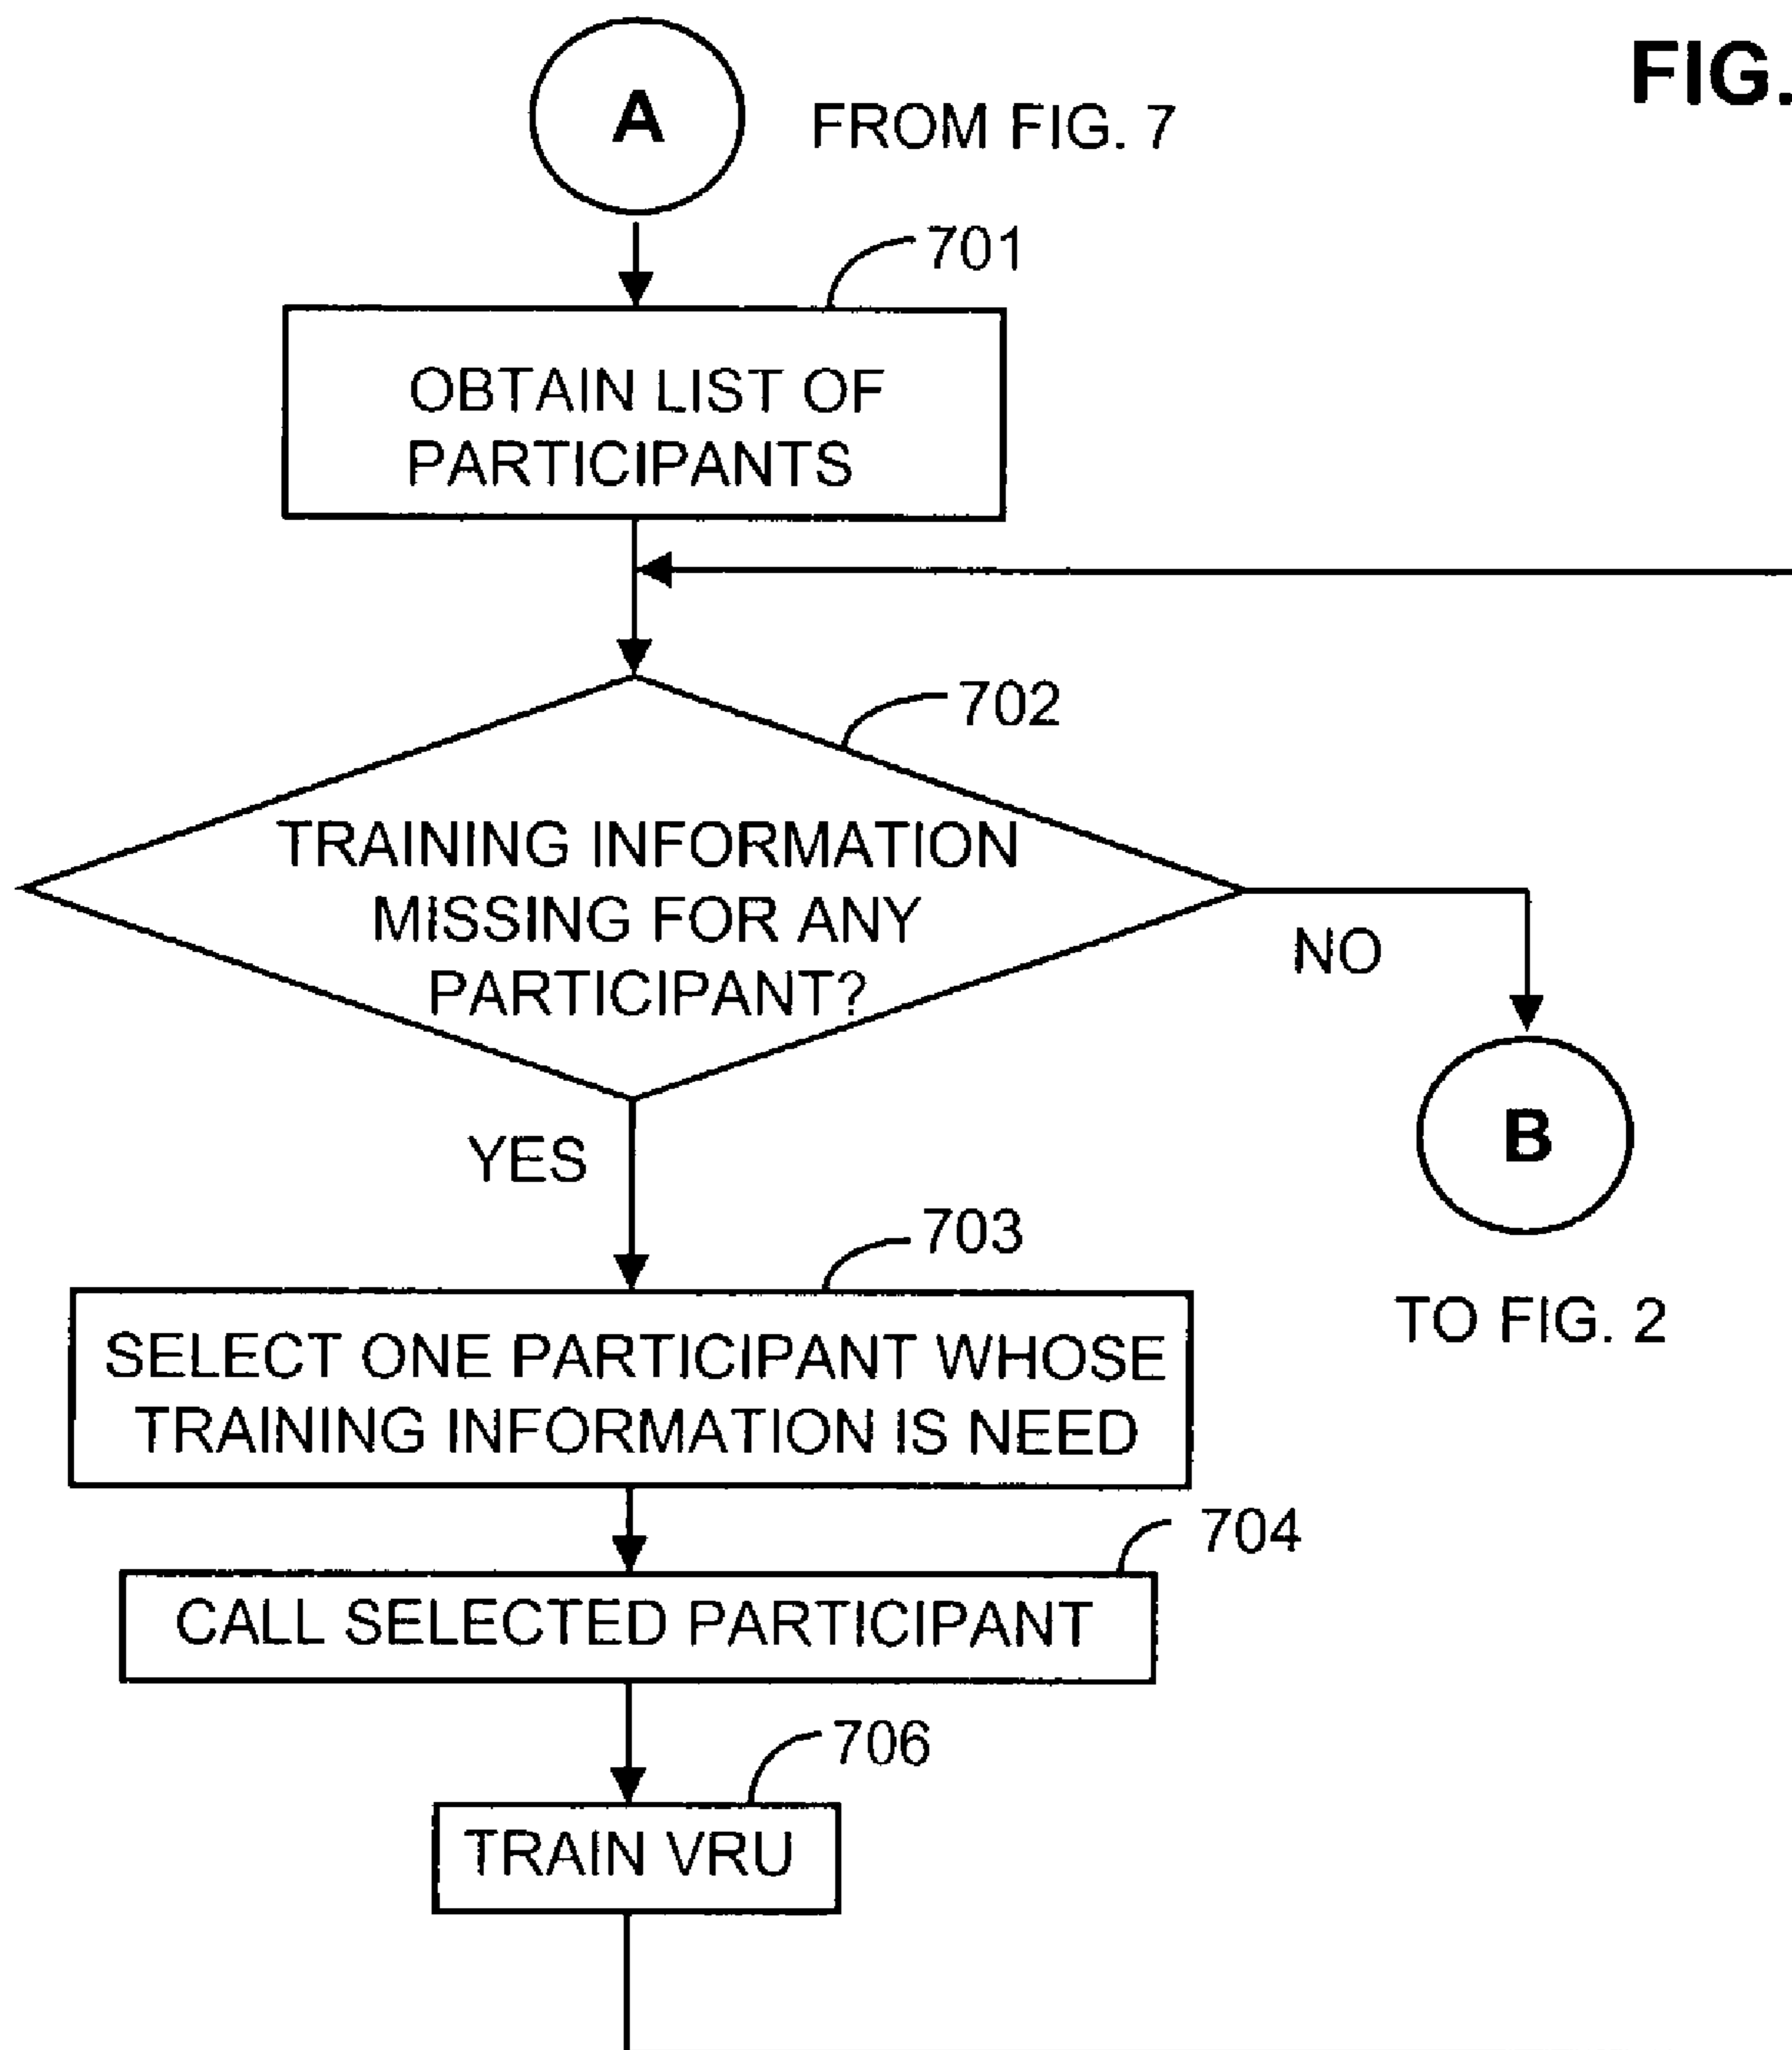 FIG.
A
FROM FIG. 7
701
OBTAIN LIST OF
PARTICIPANTS
702
TRAINING INFORMATION
MISSING FOR ANY
PARTICIPANT?
NO
B
TO FIG. 2
YES
703
SELECT ONE PARTICIPANT WHOSE
TRAINING INFORMATION IS NEED
704
CALL SELECTED PARTICIPANT
706
TRAIN VRU